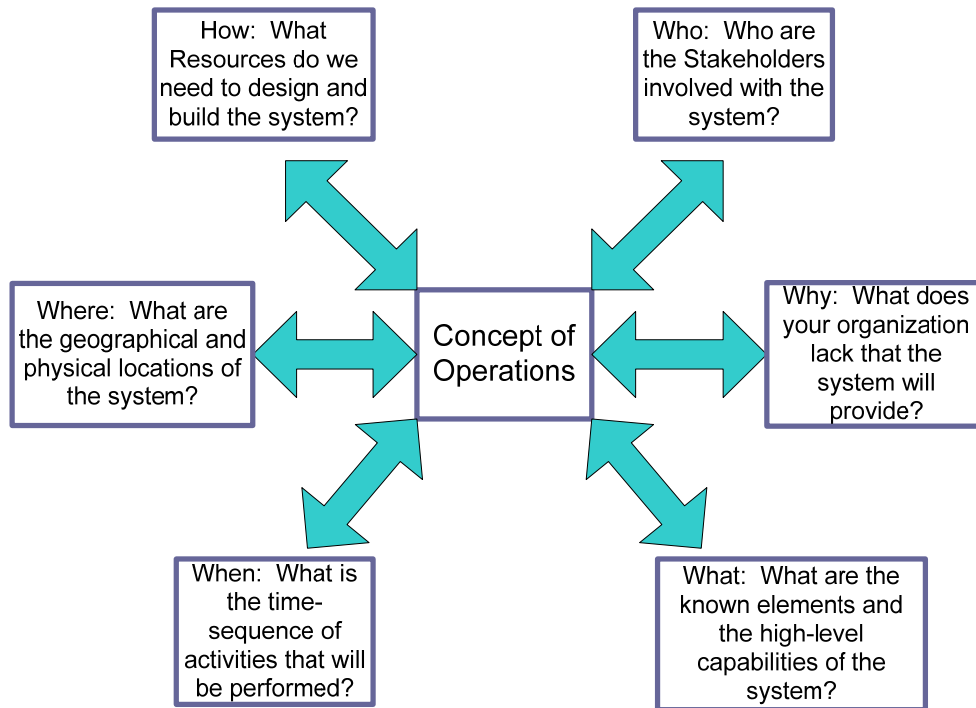 How:  What
Resources do we
need to design and
build the system?
Who:  Who are
the Stakeholders
involved with the
system?
Where:  What are
the geographical and
physical locations of
the system?
Concept of
Operations
Why:  What does
your organization
lack that the
system will
provide?
When:  What is
the time-
sequence of
activities that will
be performed?
What:  What are the
known elements and
the high-level
capabilities of the
system?